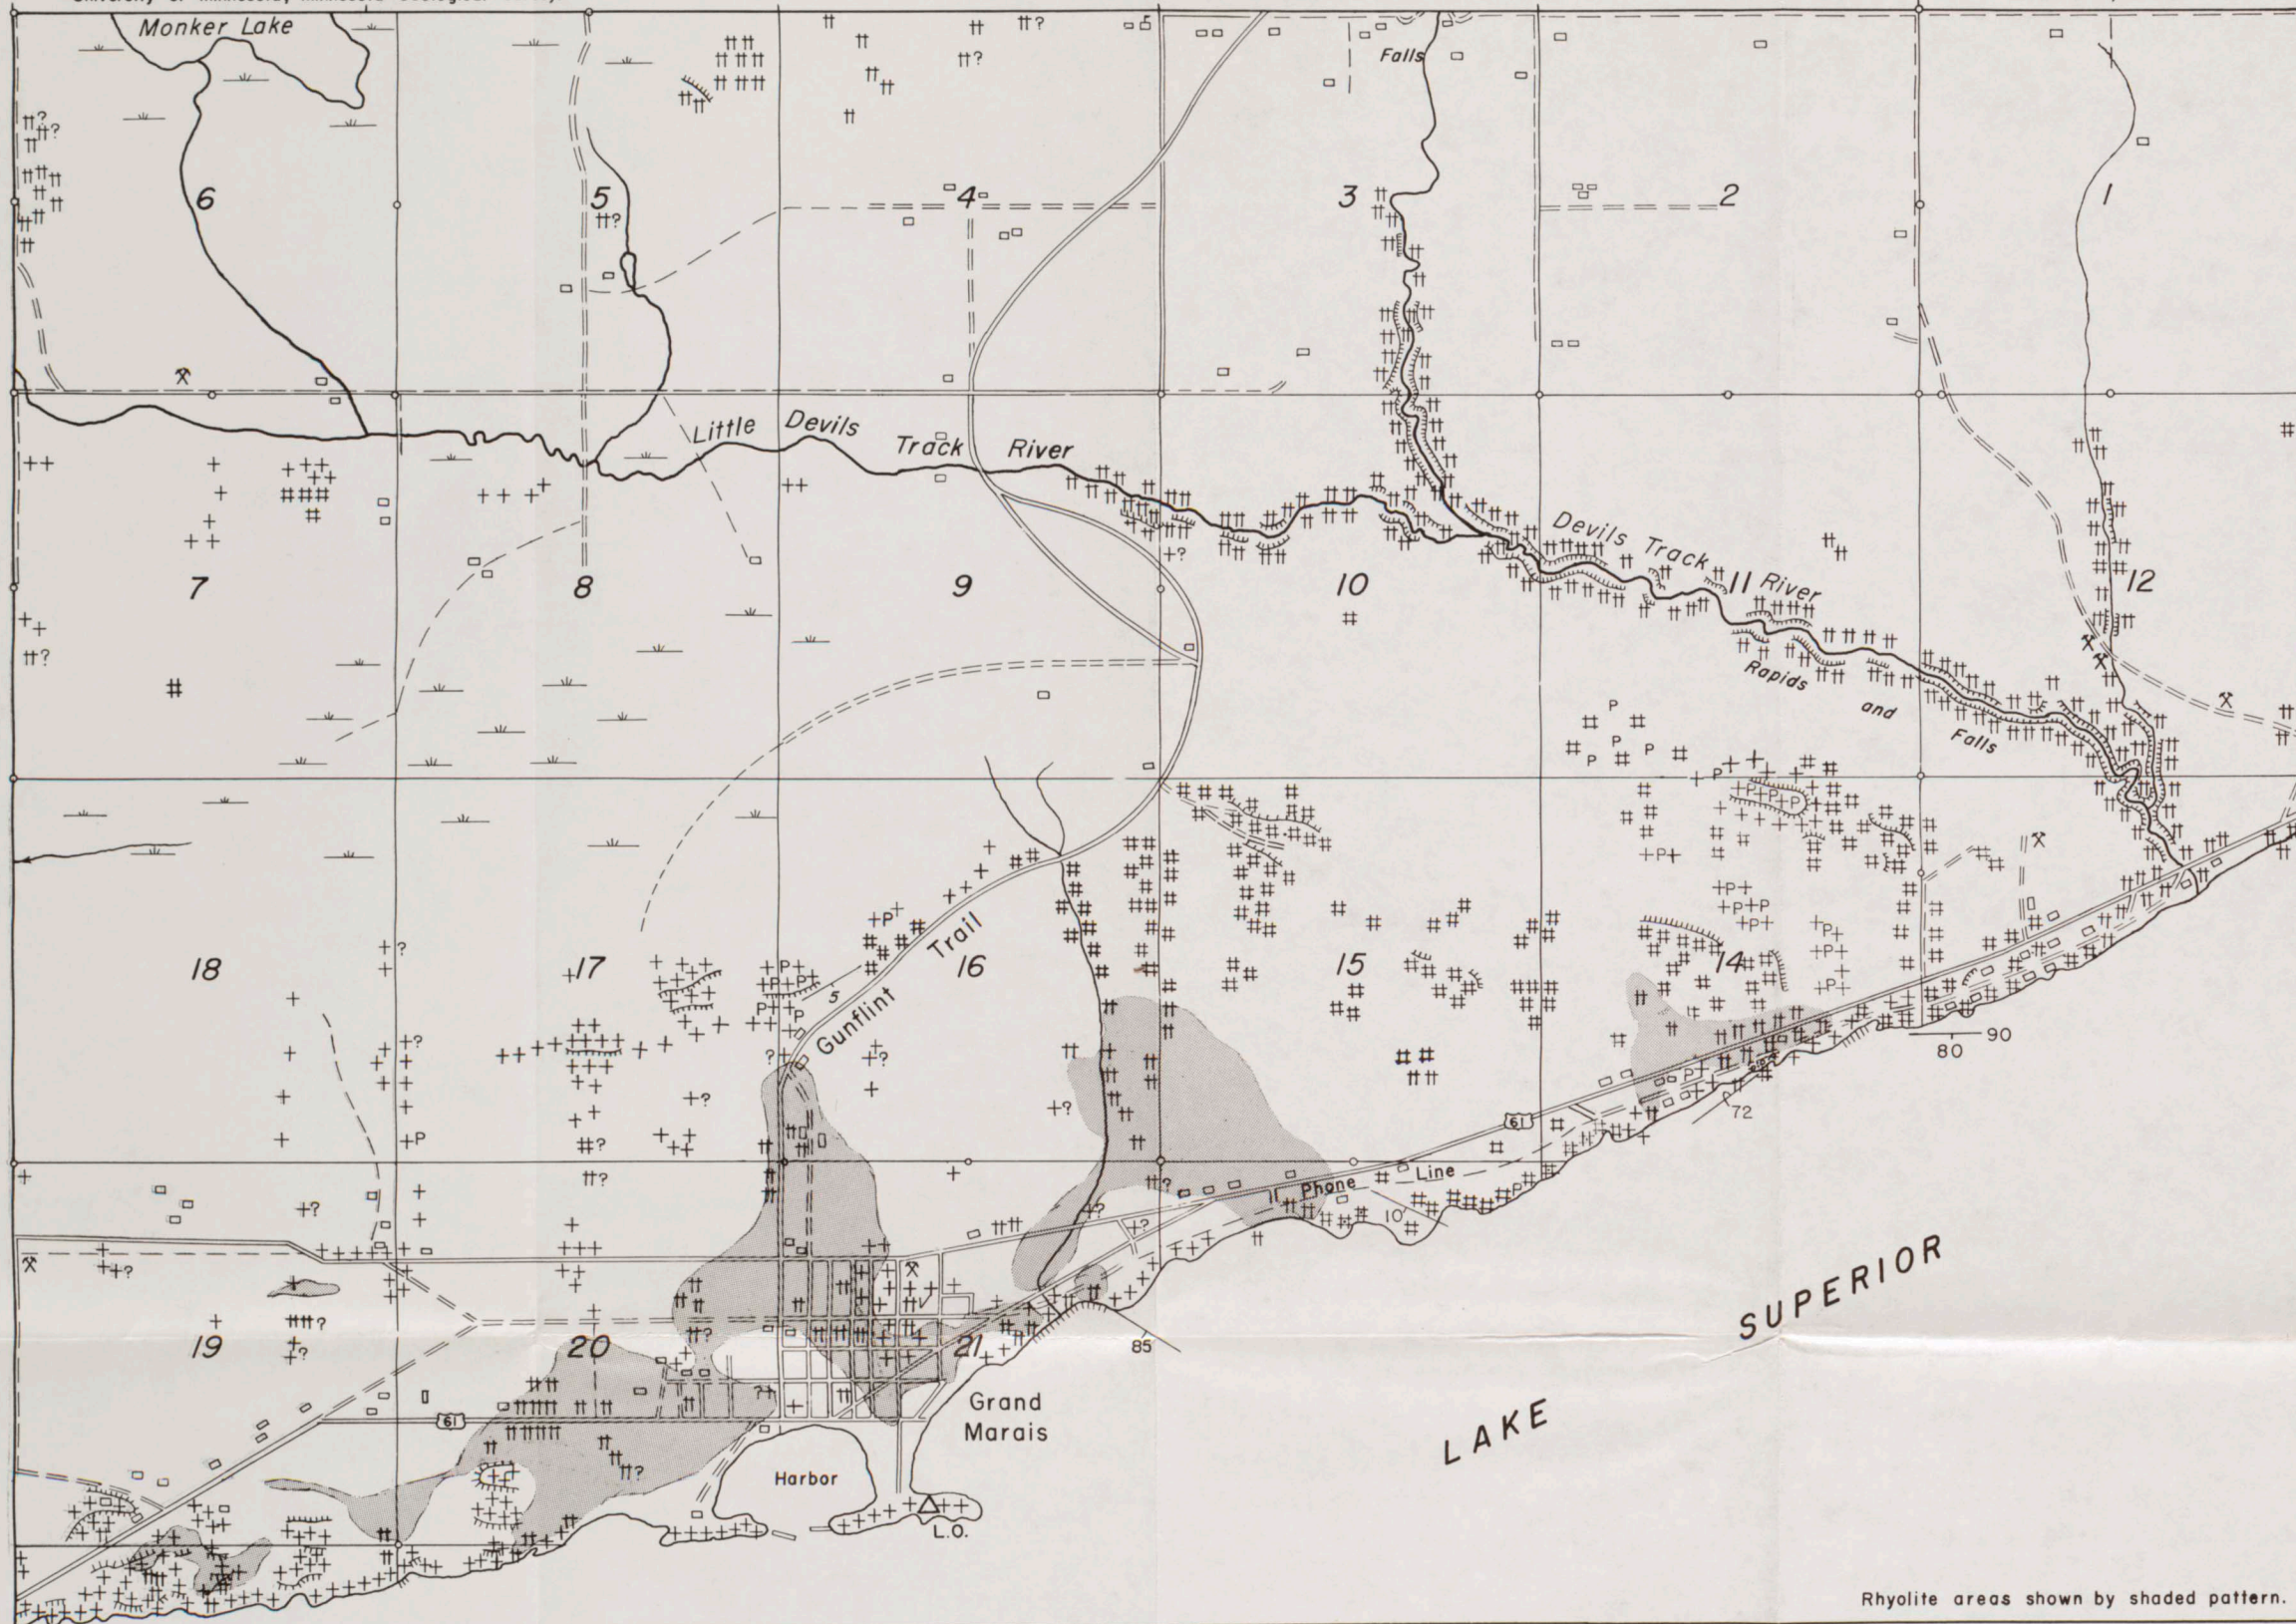 Monker Lake
Falls
6
5
4
3
2
1
Little Devils Track River
Devils Track River
7
8
9
10
11
12
Rapids and Falls
18
17
16
15
14
Gunflint Trail
5
80
90
72
61
Phone Line
10
85
19
20
21
61
Grand
Marais
Harbor
L.O.
LAKE SUPERIOR
Rhyolite areas shown by shaded pattern.